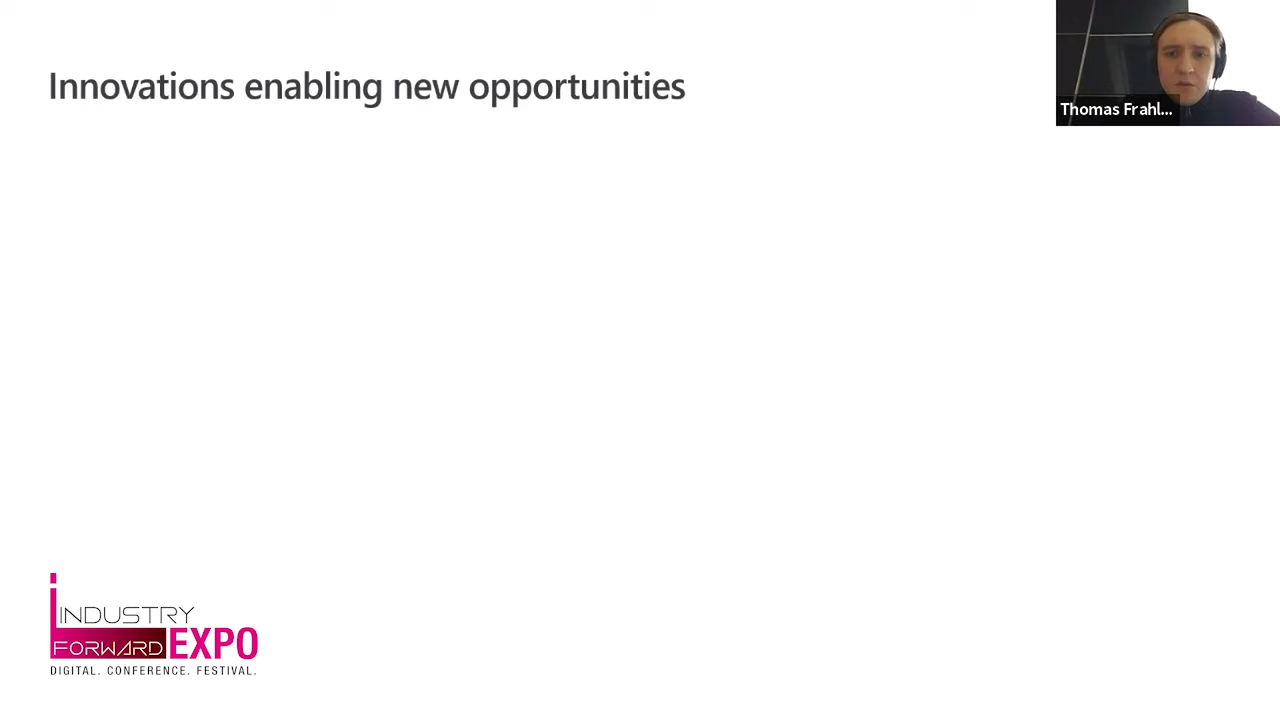 Innovations enabling new opportunities
Thomas Frahl...
INDUSTRY
FORWARD EXPO
DIGITAL. CONFERENCE. FESTIVAL.